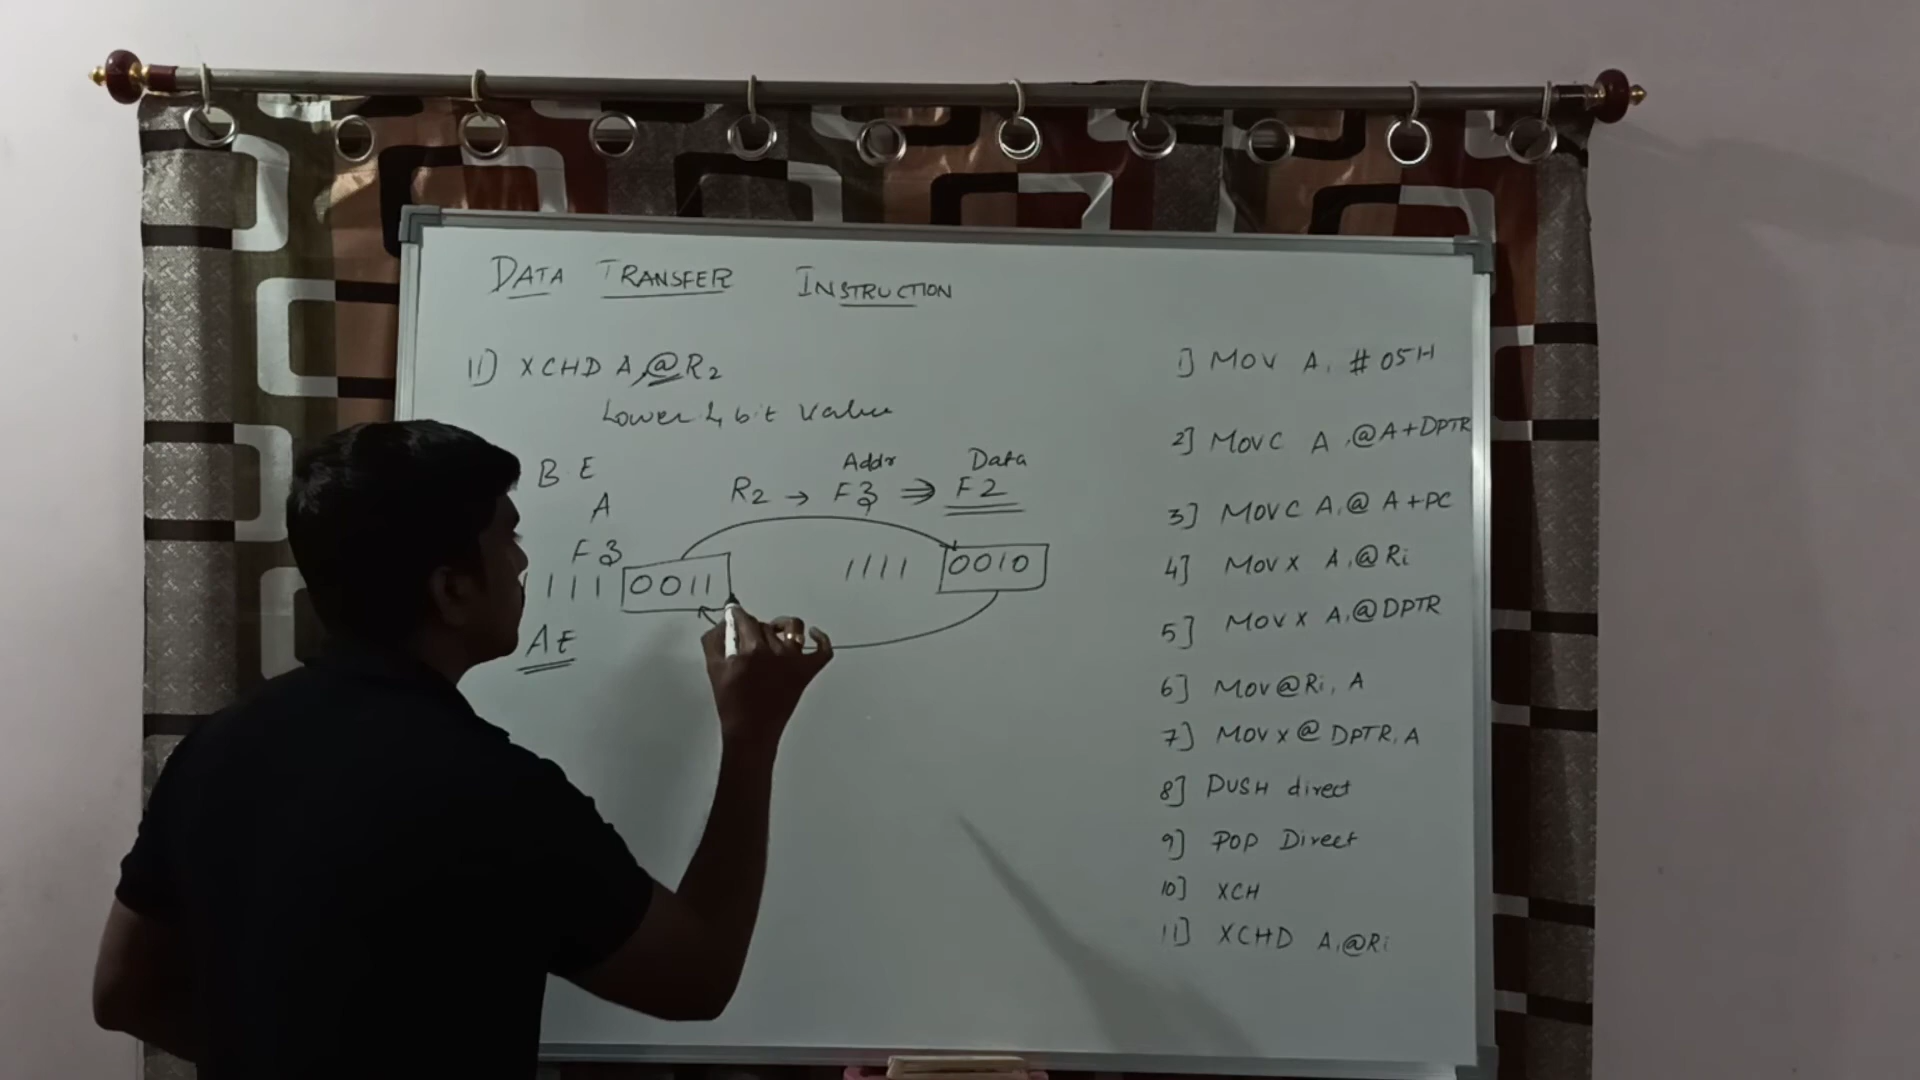 DATA TRANSFER INSTRUCTION
11] XCHD A,@R2
Lower 4 bit value
B E
A
F3
1111 0011
AE
Addr Data
R2 → F3 ⇒ F2
1111 0010
1] MOV A, #05H
2] MOVC A,@A+DPTR
3] MOVC A,@A+PC
4] MOVX A,@Ri
5] MOVX A,@DPTR
6] MOV@Ri, A
7] MOVX@DPTR,A
8] PUSH direct
9] POP Direct
10] XCH
11] XCHD A,@Ri